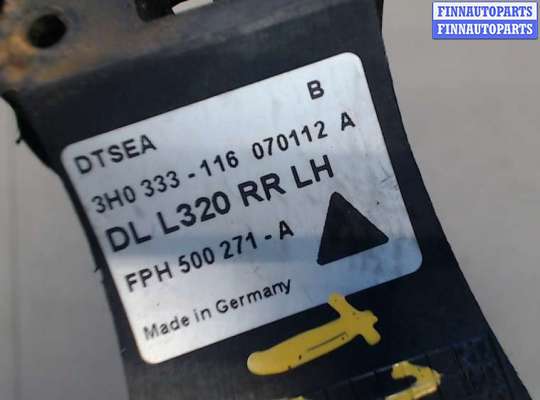 FINNAUTOPARTS
FINNAUTOPARTS
B
DTSEA
3H0 333 - 116 070112 A
DL L320 RR LH
FPH 500 271 - A
Made in Germany